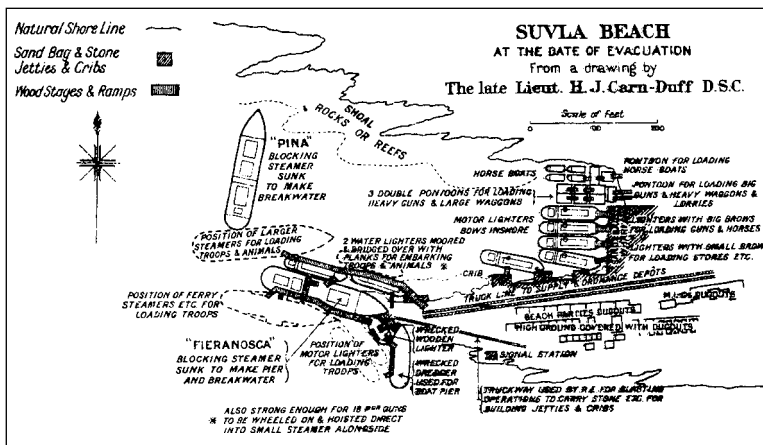 Natural Shore Line
Sand Bag & Stone
Jetties & Cribs
Wood Stages & Ramps
SUVLA BEACH
AT THE DATE OF EVACUATION
From a drawing by
The late Lieut. H. J. Carn-Duff D.S.C.
Scale of Feet
100
200
SHOAL
ROCKS OR REEFS
"PINA"
BLOCKING
STEAMER
SUNK
TO MAKE
BREAKWATER
HORSE BOATS
PONTOON FOR LOADING
HORSE BOATS
3 DOUBLE PONTOONS FOR LOADING
HEAVY GUNS & LARGE WAGGONS
PONTOON FOR LOADING BIG
GUNS & HEAVY WAGGONS &
LORRIES
MOTOR LIGHTERS
BOWS INSHORE
LIGHTERS WITH BIG BROWS
FOR LOADING GUNS & HORSES
LIGHTERS WITH SMALL BROW
FOR LOADING STORES ETC.
POSITION OF LARGER
STEAMERS FOR LOADING
TROOPS & ANIMALS
2 WATER LIGHTERS MOORED
& BRIDGED OVER WITH
PLANKS FOR EMBARKING
TROOPS & ANIMALS *
CRIB
TRUCK LINE TO SUPPLY & ORDNANCE DEPOTS
POSITION OF FERRY
STEAMERS ETC FOR
LOADING TROOPS
BEACH PARTIES DUGOUTS
DUGOUTS
HIGH GROUND COVERED WITH DUGOUTS
"FIERANOSCA"
BLOCKING STEAMER
SUNK TO MAKE PIER
AND BREAKWATER
POSITION OF
MOTOR LIGHTERS
FOR LOADING
TROOPS
WRECKED
WOODEN
LIGHTER
WRECKED
DREDGER
USED FOR
BOAT PIER
SIGNAL STATION
TRUCKWAY USED BY R.E. FOR BLASTING
OPERATIONS TO CARRY STONE ETC. FOR
BUILDING JETTIES & CRIBS
ALSO STRONG ENOUGH FOR 18 PDR GUNS
* TO BE WHEELED ON & HOISTED DIRECT
INTO SMALL STEAMER ALONGSIDE